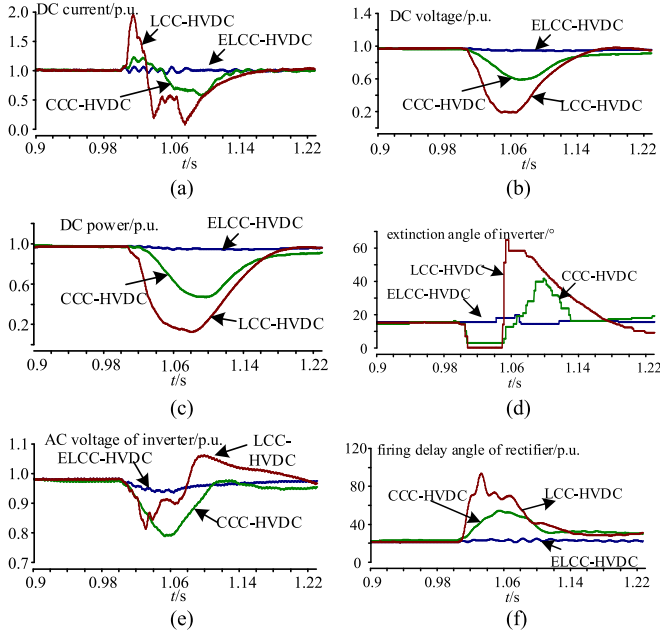 DC current/p.u.
LCC-HVDC
ELCC-HVDC
CCC-HVDC
2.0
1.5
1.0
0.5
0.0
0.9 0.98 1.06 1.14 1.22
t/s
(a)
DC voltage/p.u.
ELCC-HVDC
CCC-HVDC
LCC-HVDC
1.0
0.6
0.2
0.9 0.98 1.06 1.14 1.22
t/s
(b)
DC power/p.u.
ELCC-HVDC
CCC-HVDC
LCC-HVDC
1.0
0.6
0.2
0.9 0.98 1.06 1.14 1.22
t/s
(c)
extinction angle of inverter/°
LCC-HVDC
CCC-HVDC
ELCC-HVDC
60
40
20
0
0.9 0.98 1.06 1.14 1.22
t/s
(d)
AC voltage of inverter/p.u.
ELCC-HVDC
LCC-
HVDC
CCC-HVDC
1.1
1.0
0.9
0.8
0.7
0.9 0.98 1.06 1.14 1.22
t/s
(e)
firing delay angle of rectifier/p.u.
CCC-HVDC
LCC-HVDC
ELCC-HVDC
120
80
40
0
0.9 0.98 1.06 1.14 1.22
t/s
(f)